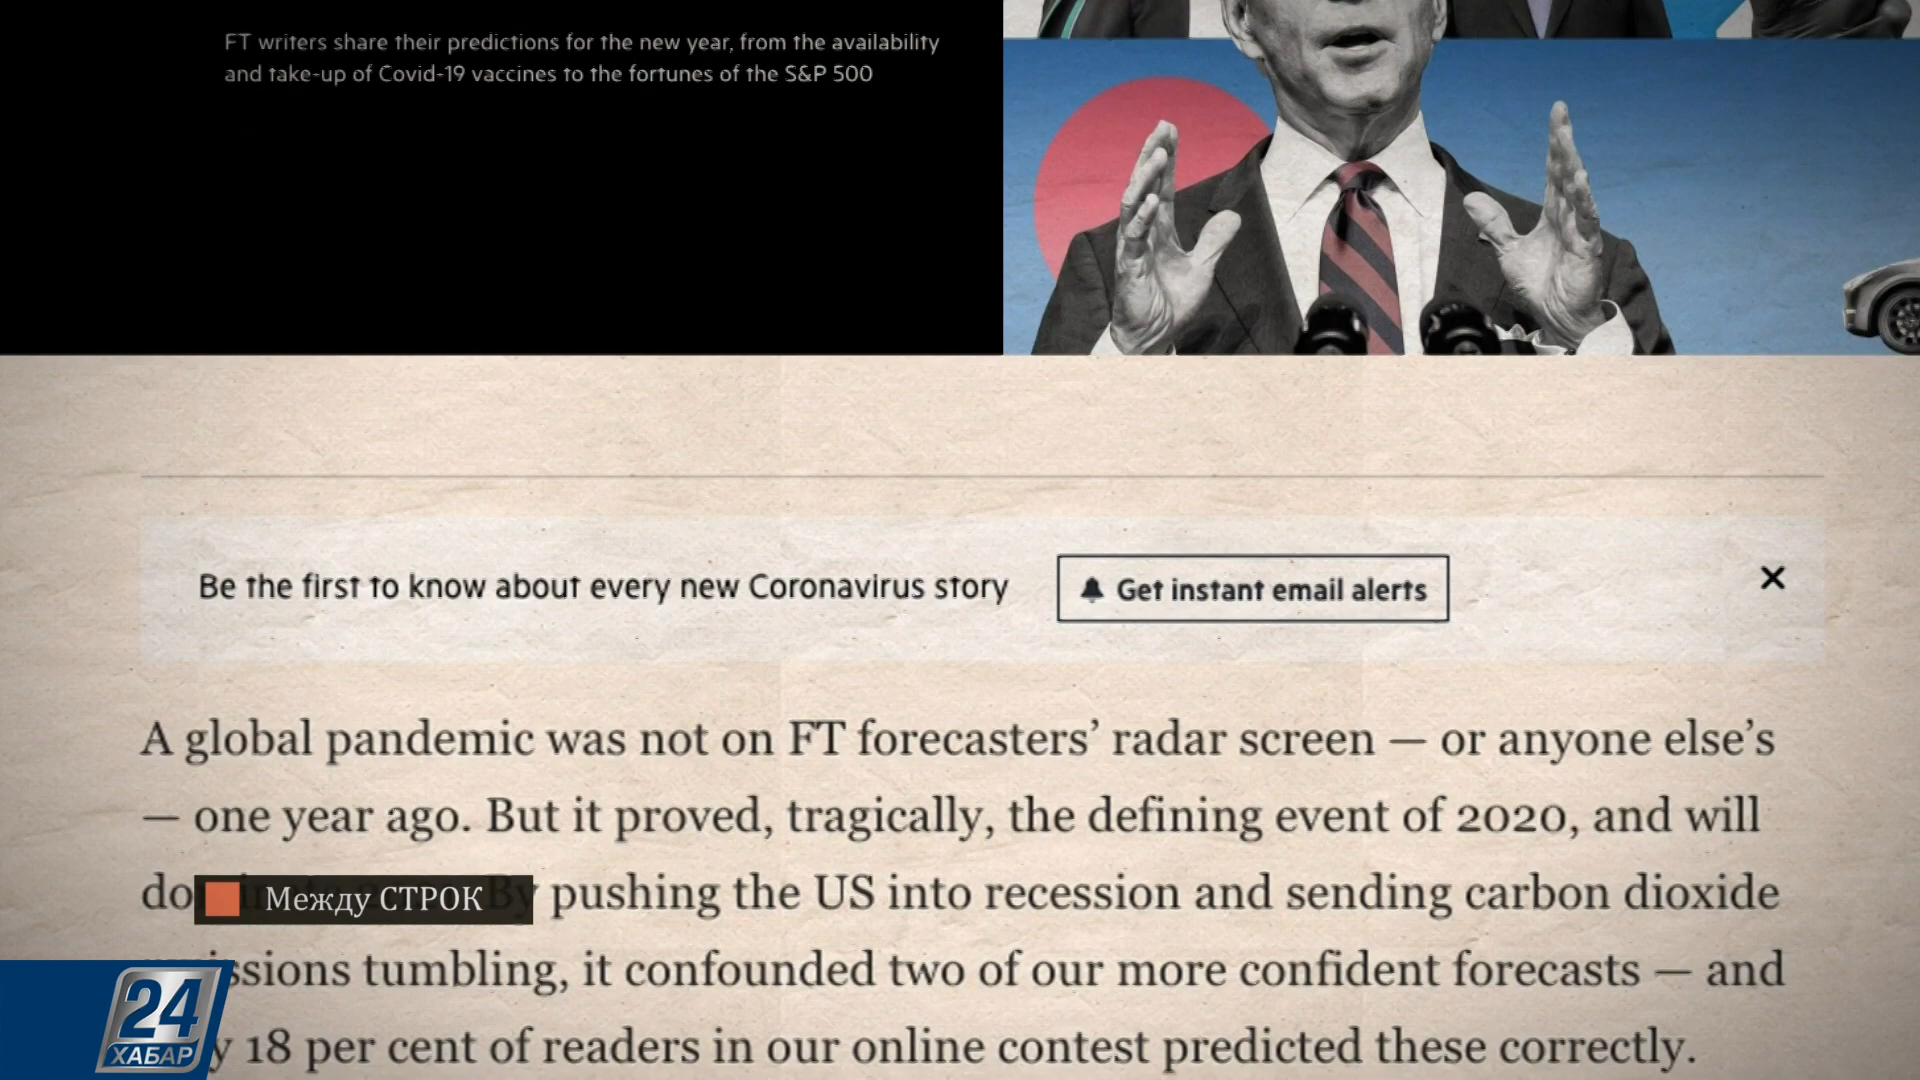 FT writers share their predictions for the new year, from the availability
and take-up of Covid-19 vaccines to the fortunes of the S&P 500
Be the first to know about every new Coronavirus story
Get instant email alerts
A global pandemic was not on FT forecasters' radar screen — or anyone else's
— one year ago. But it proved, tragically, the defining event of 2020, and will
By pushing the US into recession and sending carbon dioxide
Между СТРОК
tumbling, it confounded two of our more confident forecasts — and
18 per cent of readers in our online contest predicted these correctly.
24
ХАБАР